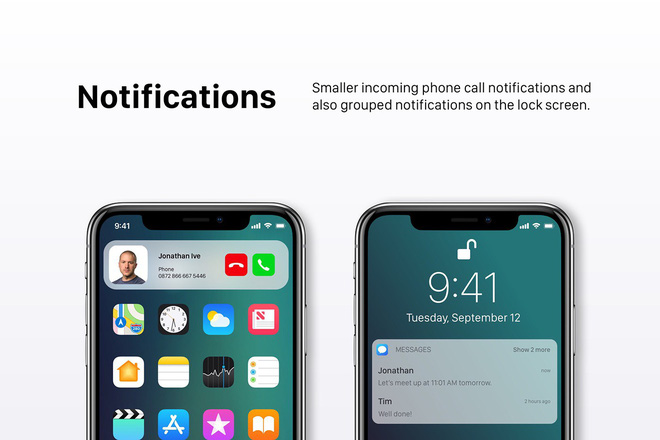 Notifications
Smaller incoming phone call notifications and
also grouped notifications on the lock screen.
9:41
Jonathan Ive
Phone
0872 866 667 5446
280
9:41
Tuesday, September 12
MESSAGES
Show 2 more
Jonathan
now
Let's meet up at 11:01 AM tomorrow.
Tim
2 hours ago
Well done!